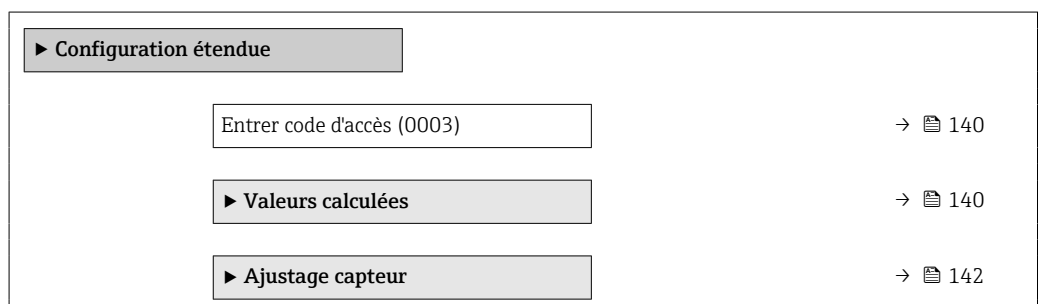 ▶ Configuration étendue
Entrer code d'accès (0003) → 140
▶ Valeurs calculées → 140
▶ Ajustage capteur → 142